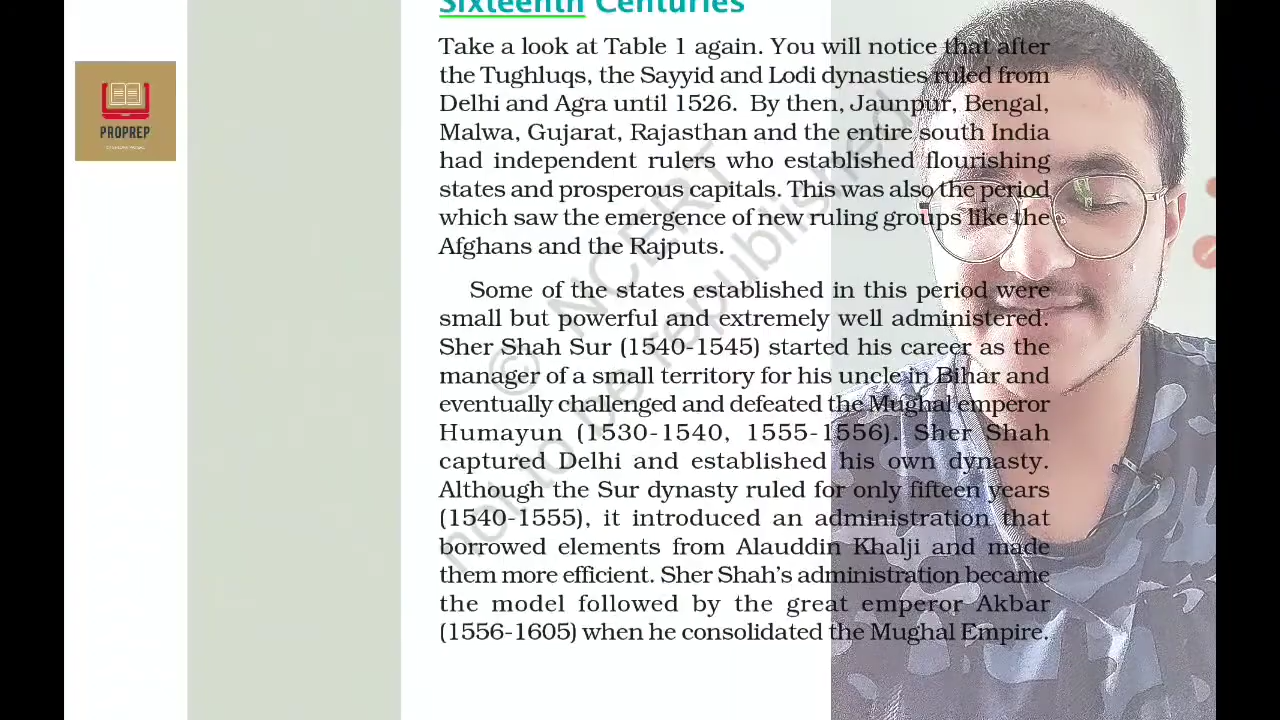 Sixteenth Centuries
Take a look at Table 1 again. You will notice that after
the Tughluqs, the Sayyid and Lodi dynasties ruled from
Delhi and Agra until 1526. By then, Jaunpur, Bengal,
Malwa, Gujarat, Rajasthan and the entire south India
had independent rulers who established flourishing
states and prosperous capitals. This was also the period
which saw the emergence of new ruling groups like the
Afghans and the Rajputs.
Some of the states established in this period were
small but powerful and extremely well administered.
Sher Shah Sur (1540-1545) started his career as the
manager of a small territory for his uncle in Bihar and
eventually challenged and defeated the Mughal emperor
Humayun (1530-1540, 1555-1556). Sher Shah
captured Delhi and established his own dynasty.
Although the Sur dynasty ruled for only fifteen years
(1540-1555), it introduced an administration that
borrowed elements from Alauddin Khalji and made
them more efficient. Sher Shah's administration became
the model followed by the great emperor Akbar
(1556-1605) when he consolidated the Mughal Empire.
PROPREP
© NCERT
not to be republished